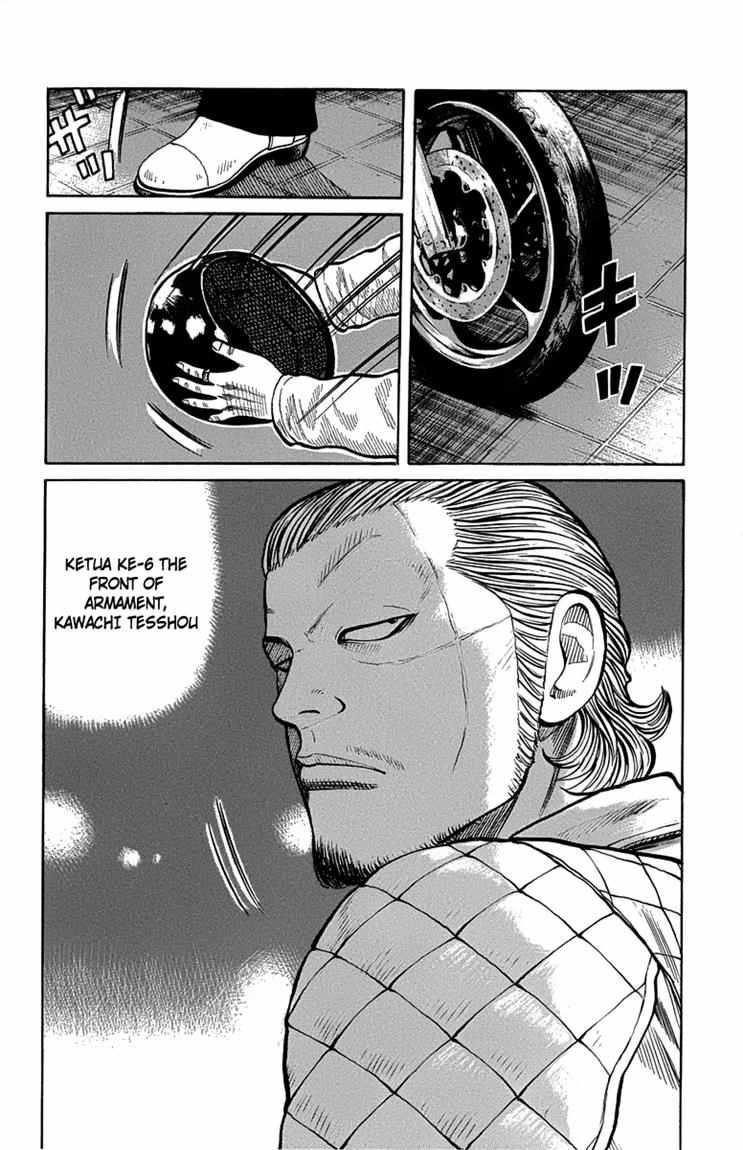 ギッ
キッ
KETUA KE-6 THE
FRONT OF
ARMAMENT,
KAWACHI TESSHOU